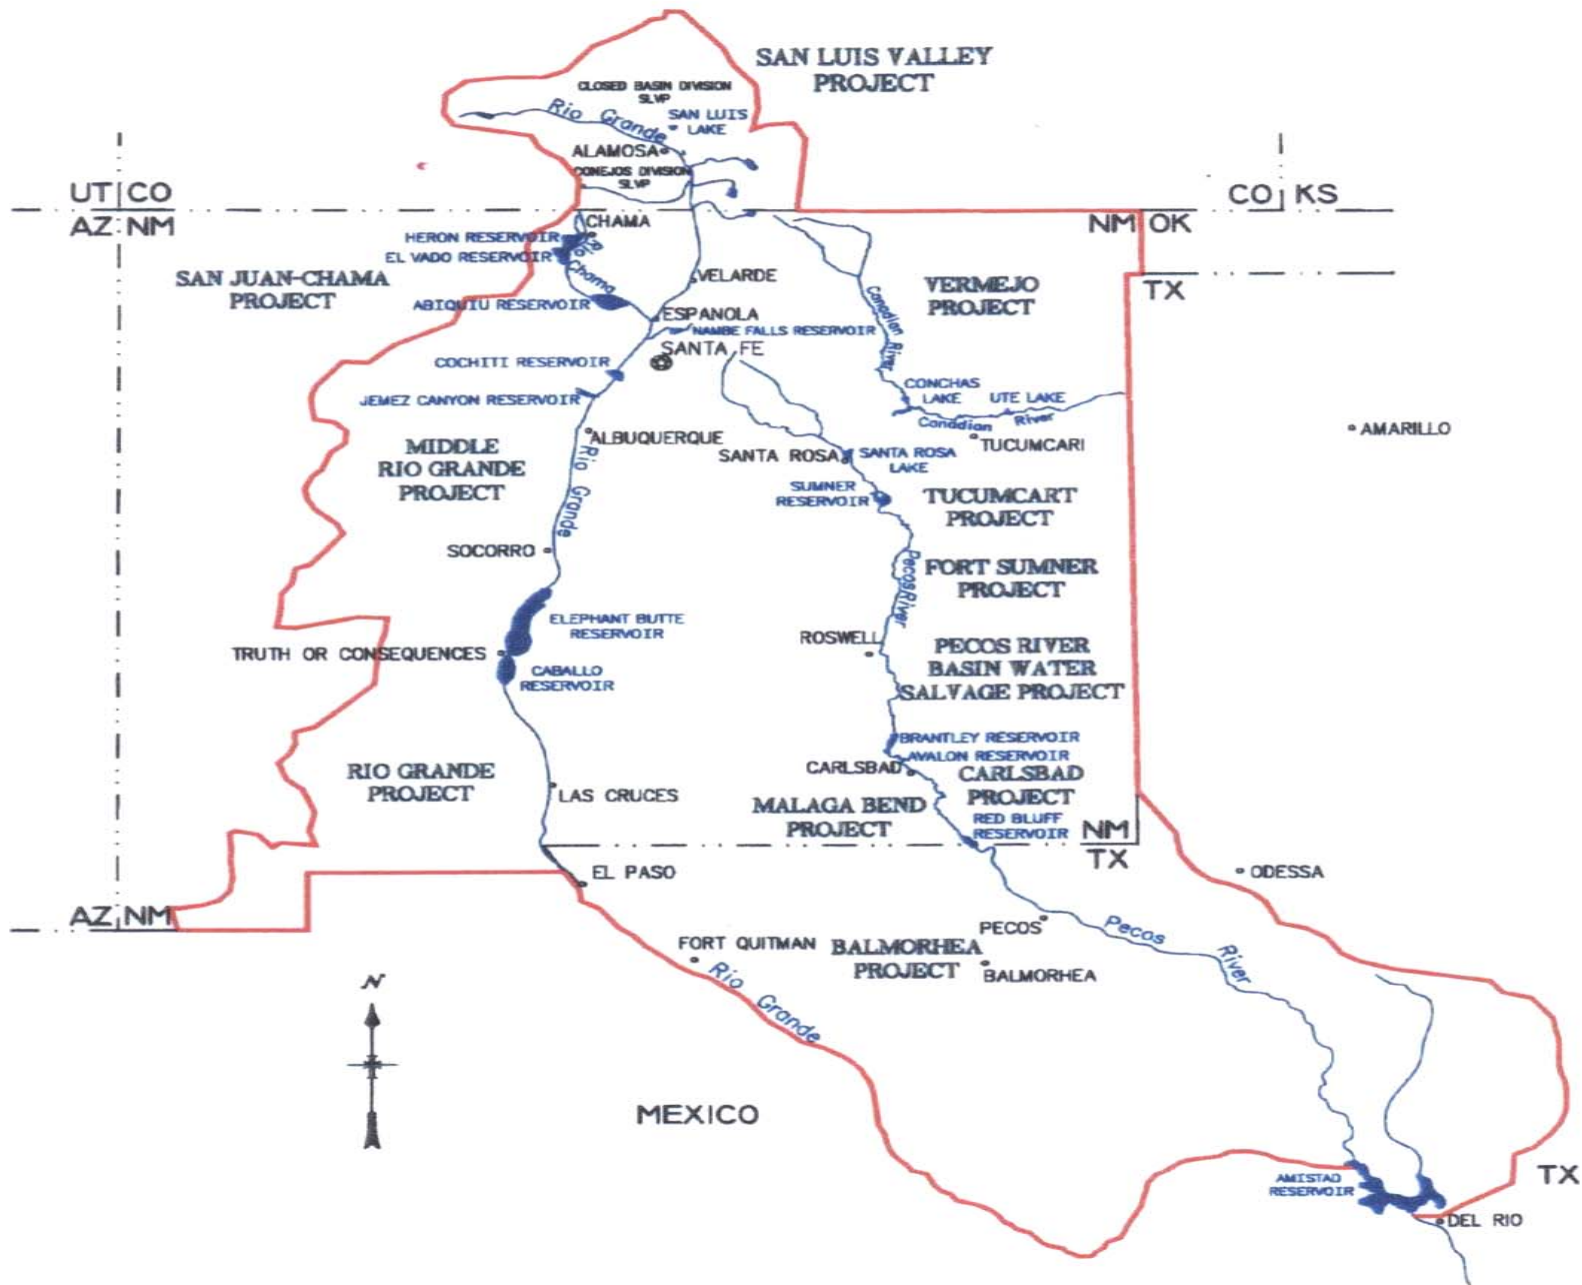 SAN LUIS VALLEY
PROJECT
CLOSED BASIN DIVISION
SLVP
Rio Grande
SAN LUIS
LAKE
ALAMOSA
CONEJOS DIVISION
SLVP
UT CO
CO KS
AZ NM
NM OK
CHAMA
HERON RESERVOIR
EL VADO RESERVOIR
Rio
Chama
SAN JUAN-CHAMA
PROJECT
VELARDE
VERMEJO
PROJECT
TX
ABIQUIU RESERVOIR
Canadian River
ESPANOLA
NAMBE FALLS RESERVOIR
SANTA FE
COCHITI RESERVOIR
CONCHAS
LAKE
UTE LAKE
JEMEZ CANYON RESERVOIR
Canadian River
ALBUQUERQUE
TUCUMCARI
AMARILLO
MIDDLE
RIO GRANDE
PROJECT
Rio Grande
SANTA ROSA
SANTA ROSA
LAKE
SUMNER
RESERVOIR
TUCUMCART
PROJECT
SOCORRO
Pecos River
FORT SUMNER
PROJECT
ELEPHANT BUTTE
RESERVOIR
ROSWELL
PECOS RIVER
BASIN WATER
SALVAGE PROJECT
TRUTH OR CONSEQUENCES
CABALLO
RESERVOIR
BRANTLEY RESERVOIR
AVALON RESERVOIR
CARLSBAD
CARLSBAD
PROJECT
RIO GRANDE
PROJECT
LAS CRUCES
MALAGA BEND
PROJECT
RED BLUFF
RESERVOIR
NM
TX
EL PASO
ODESSA
AZ NM
PECOS
Pecos River
FORT QUITMAN
BALMORHEA
PROJECT
BALMORHEA
Rio Grande
N
MEXICO
AMISTAD
RESERVOIR
TX
DEL RIO